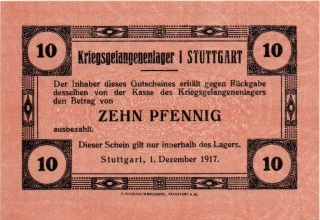 10 10
Kriegsgefangenenlager I STUTTGART
Der Inhaber dieses Gutscheines erhält gegen Rückgabe
desselben von der Kasse des Kriegsgefangenenlagers
den Betrag von
ZEHN PFENNIG
ausbezahlt.
Dieser Schein gilt nur innerhalb des Lagers.
Stuttgart, 1. Dezember 1917.
10 10